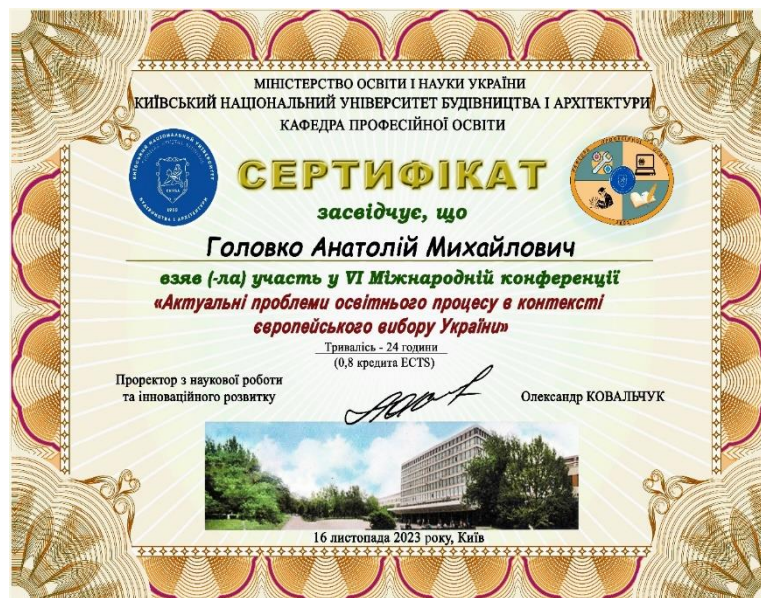 МІНІСТЕРСТВО ОСВІТИ І НАУКИ УКРАЇНИ
КИЇВСЬКИЙ НАЦІОНАЛЬНИЙ УНІВЕРСИТЕТ БУДІВНИЦТВА І АРХІТЕКТУРИ
КАФЕДРА ПРОФЕСІЙНОЇ ОСВІТИ
СЕРТИФІКАТ
засвідчує, що
Головко Анатолій Михайлович
взяв (-ла) участь у VI Міжнародній конференції
«Актуальні проблеми освітнього процесу в контексті
європейського вибору України»
Тривалісь - 24 години
(0,8 кредита ECTS)
Проректор з наукової роботи
та інноваційного розвитку
Олександр КОВАЛЬЧУК
16 листопада 2023 року, Київ